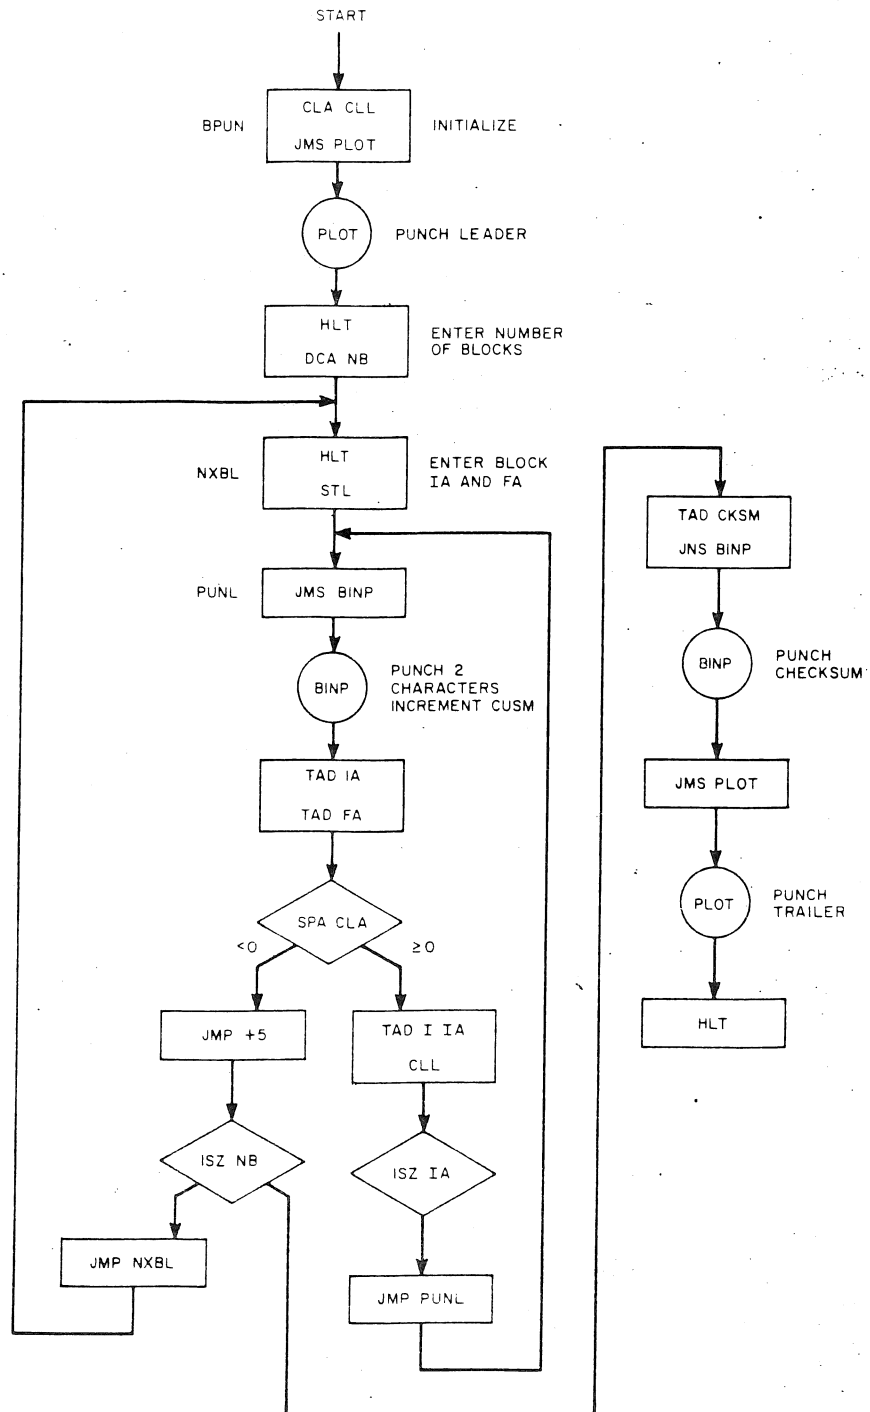 START
BPUN
CLA CLL
JMS PLOT
INITIALIZE
PLOT
PUNCH LEADER
HLT
DCA NB
ENTER NUMBER
OF BLOCKS
NXBL
HLT
STL
ENTER BLOCK
IA AND FA
PUNL
JMS BINP
BINP
PUNCH 2
CHARACTERS
INCREMENT CUSM
TAD IA
TAD FA
SPA CLA
<0
≥0
JMP +5
TAD I IA
CLL
ISZ NB
ISZ IA
JMP NXBL
JMP PUNL
TAD CKSM
JNS BINP
BINP
PUNCH
CHECKSUM
JMS PLOT
PLOT
PUNCH
TRAILER
HLT